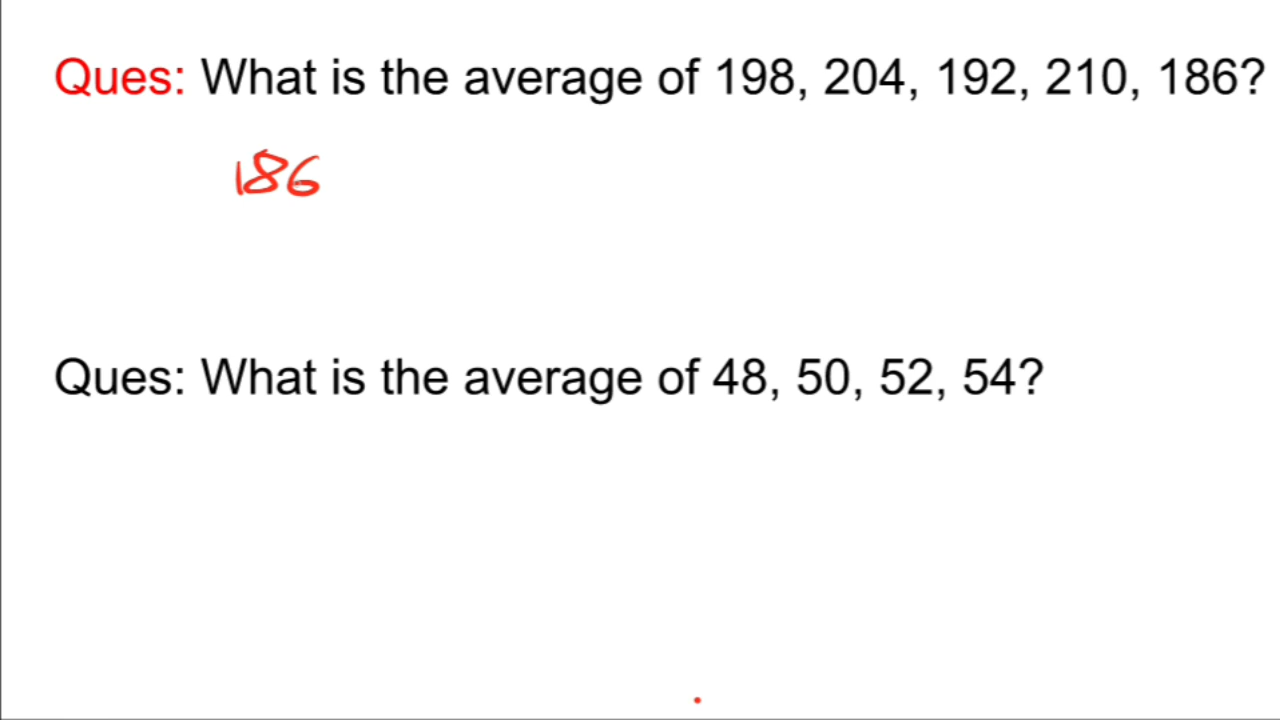 Ques: What is the average of 198, 204, 192, 210, 186?
186
Ques: What is the average of 48, 50, 52, 54?